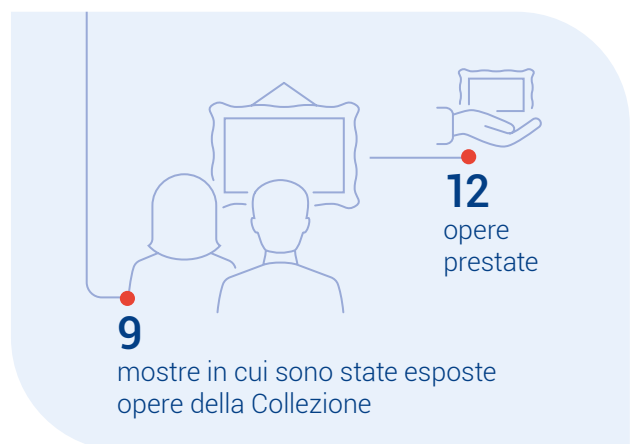 12
opere
prestate
9
mostre in cui sono state esposte
opere della Collezione